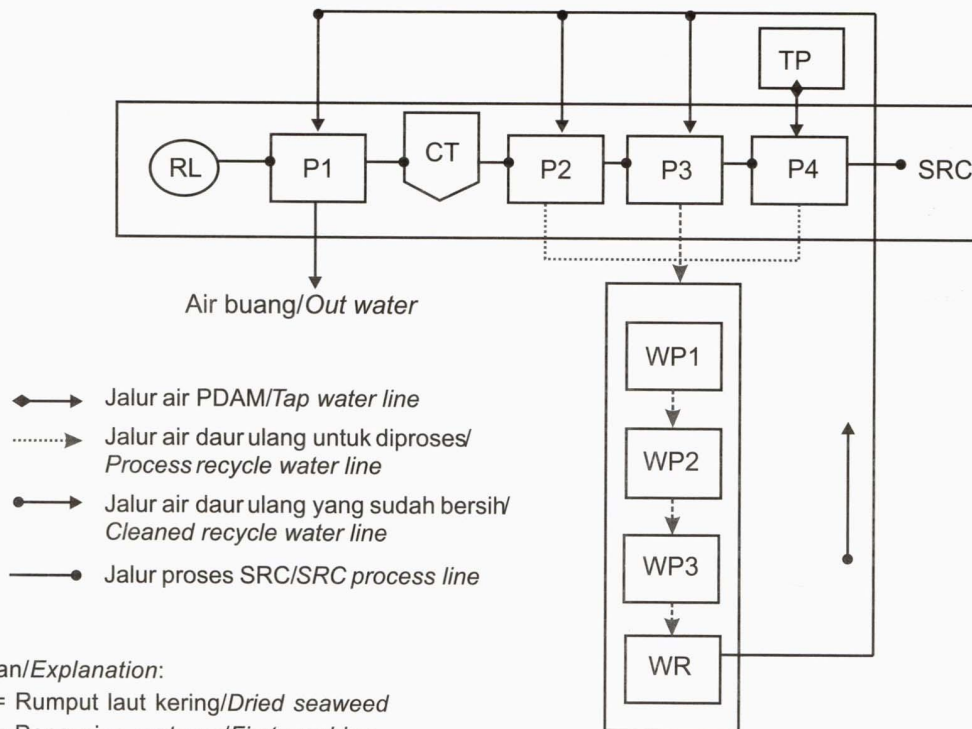 TP
RL
P1
CT
P2
P3
P4
SRC
Air buang/Out water
WP1
WP2
WP3
WR
Jalur air PDAM/Tap water line
Jalur air daur ulang untuk diproses/
Process recycle water line
Jalur air daur ulang yang sudah bersih/
Cleaned recycle water line
Jalur proses SRC/SRC process line
an/Explanation:
= Rumput laut kering/Dried seaweed